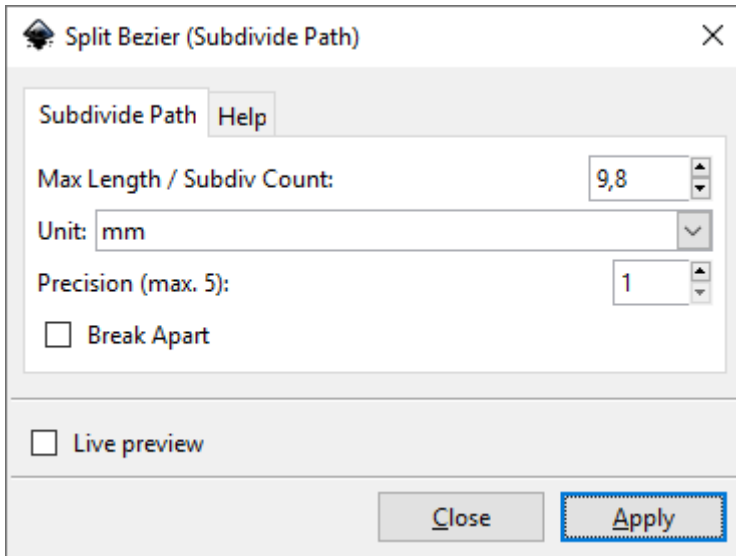 Split Bezier (Subdivide Path)
Subdivide Path Help
Max Length / Subdiv Count: 9,8
Unit: mm
Precision (max. 5): 1
Break Apart
Live preview
Close Apply